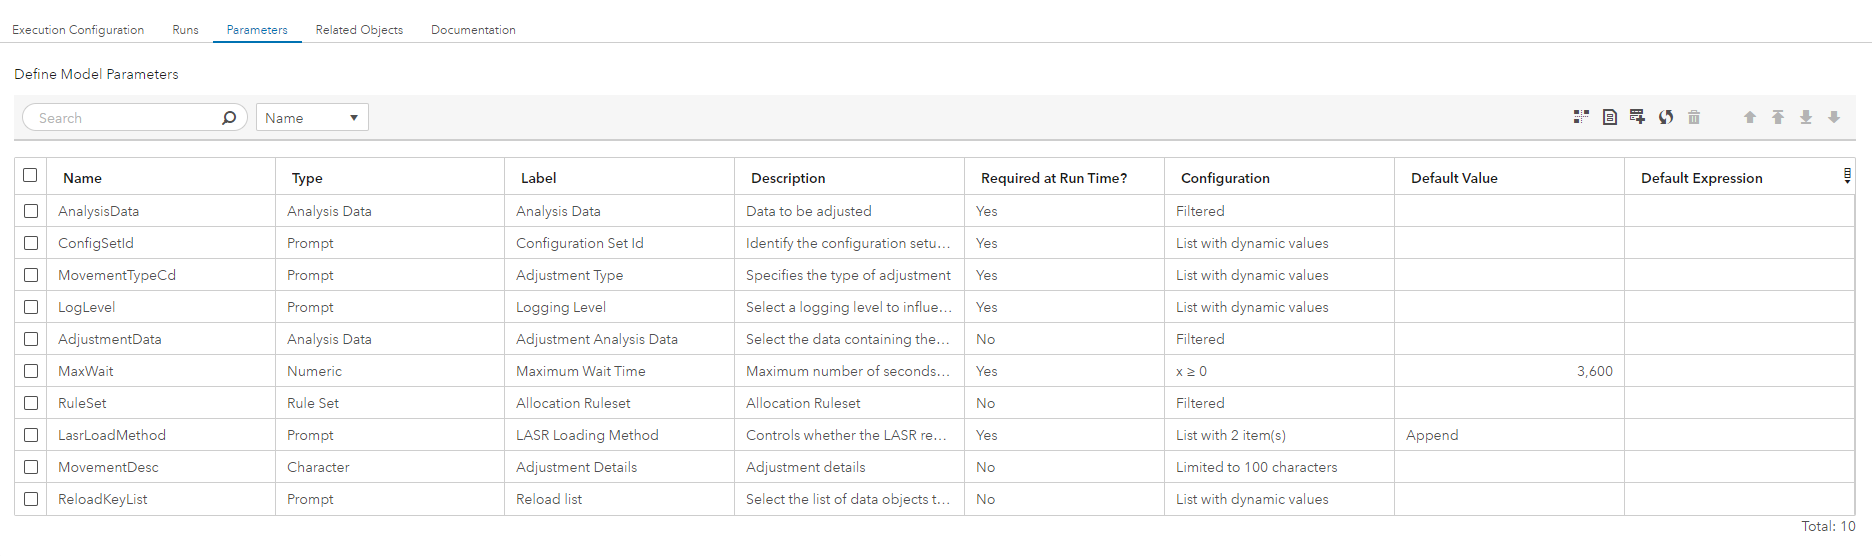 Execution Configuration Runs Parameters Related Objects Documentation
Define Model Parameters
Search Name
Name Type Label Description Required at Run Time? Configuration Default Value Default Expression
AnalysisData Analysis Data Analysis Data Data to be adjusted Yes Filtered
ConfigSetId Prompt Configuration Set Id Identify the configuration setu... Yes List with dynamic values
MovementTypeCd Prompt Adjustment Type Specifies the type of adjustment Yes List with dynamic values
LogLevel Prompt Logging Level Select a logging level to influe... Yes List with dynamic values
AdjustmentData Analysis Data Adjustment Analysis Data Select the data containing the... No Filtered
MaxWait Numeric Maximum Wait Time Maximum number of seconds... Yes x ≥ 0 3,600
RuleSet Rule Set Allocation Ruleset Allocation Ruleset No Filtered
LasrLoadMethod Prompt LASR Loading Method Controls whether the LASR re... Yes List with 2 item(s) Append
MovementDesc Character Adjustment Details Adjustment details No Limited to 100 characters
ReloadKeyList Prompt Reload list Select the list of data objects t... No List with dynamic values
Total: 10